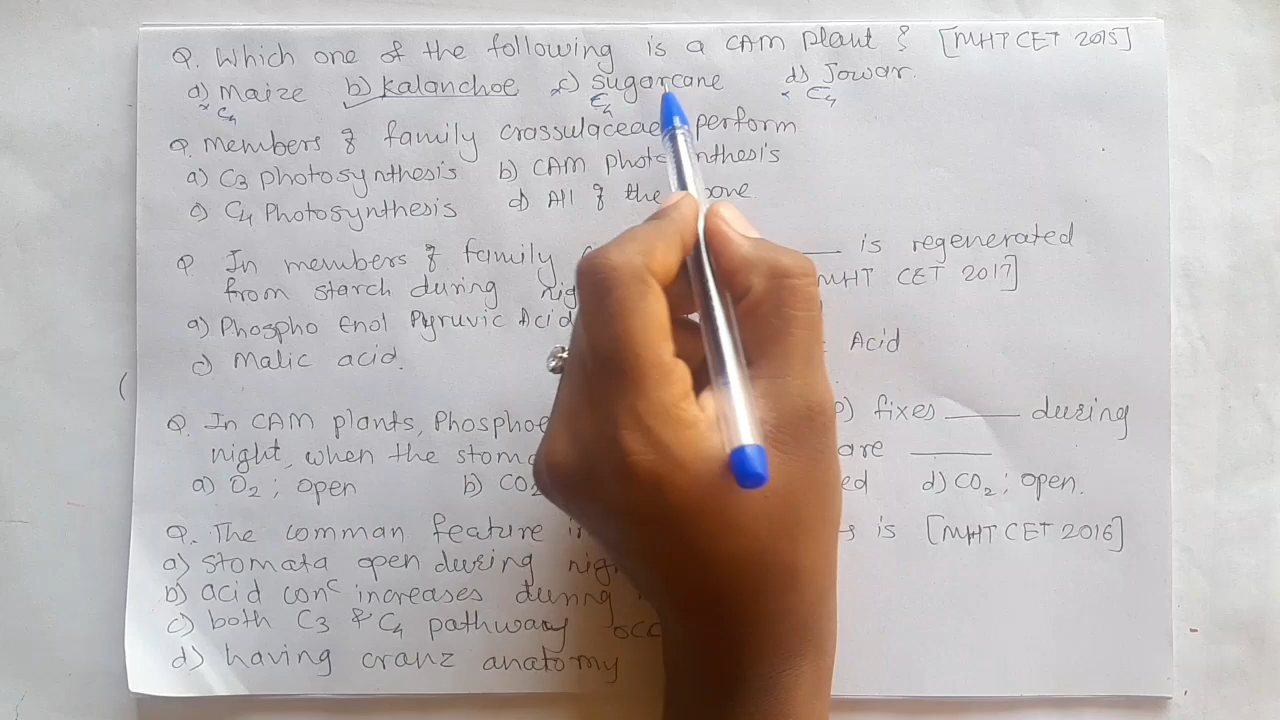 Q. Which one of the following is a CAM plant ? [MHT CET 2015]
a) Maize b) kalanchoe c) sugarcane d) Jowar.
x C4 C4 x C4
Q. Members of family crassulaceae perform
a) C3 photosynthesis b) CAM photosynthesis
c) C4 Photosynthesis d) All of the above
Q. In members of family ____ is regenerated
from starch during MHT CET 2017]
a) Phospho Enol Pyruvic Acid
c) Malic acid. Acid
Q. In CAM plants, fixes ____ during
night, when the are ____
a) O2 ; open b) d) CO2 ; open.
Q. The comman feature is [MHT CET 2016]
a) stomata open during
b) acid conc increases during
c) both C3 & C4 pathway
d) having cranz anatomy